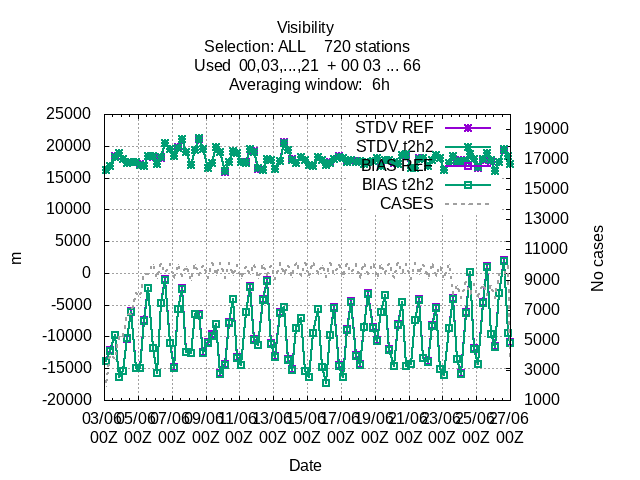 Visibility
Selection: ALL    720 stations
Used  00,03,...,21  + 00 03 ... 66
Averaging window:  6h
25000
20000
15000
10000
5000
0
-5000
-10000
-15000
-20000
m
STDV REF
STDV t2h2
BIAS REF
BIAS t2h2
CASES
19000
17000
15000
13000
11000
9000
7000
5000
3000
1000
No cases
03/06 05/06 07/06 09/06 11/06 13/06 15/06 17/06 19/06 21/06 23/06 25/06 27/06
00Z 00Z 00Z 00Z 00Z 00Z 00Z 00Z 00Z 00Z 00Z 00Z 00Z
Date